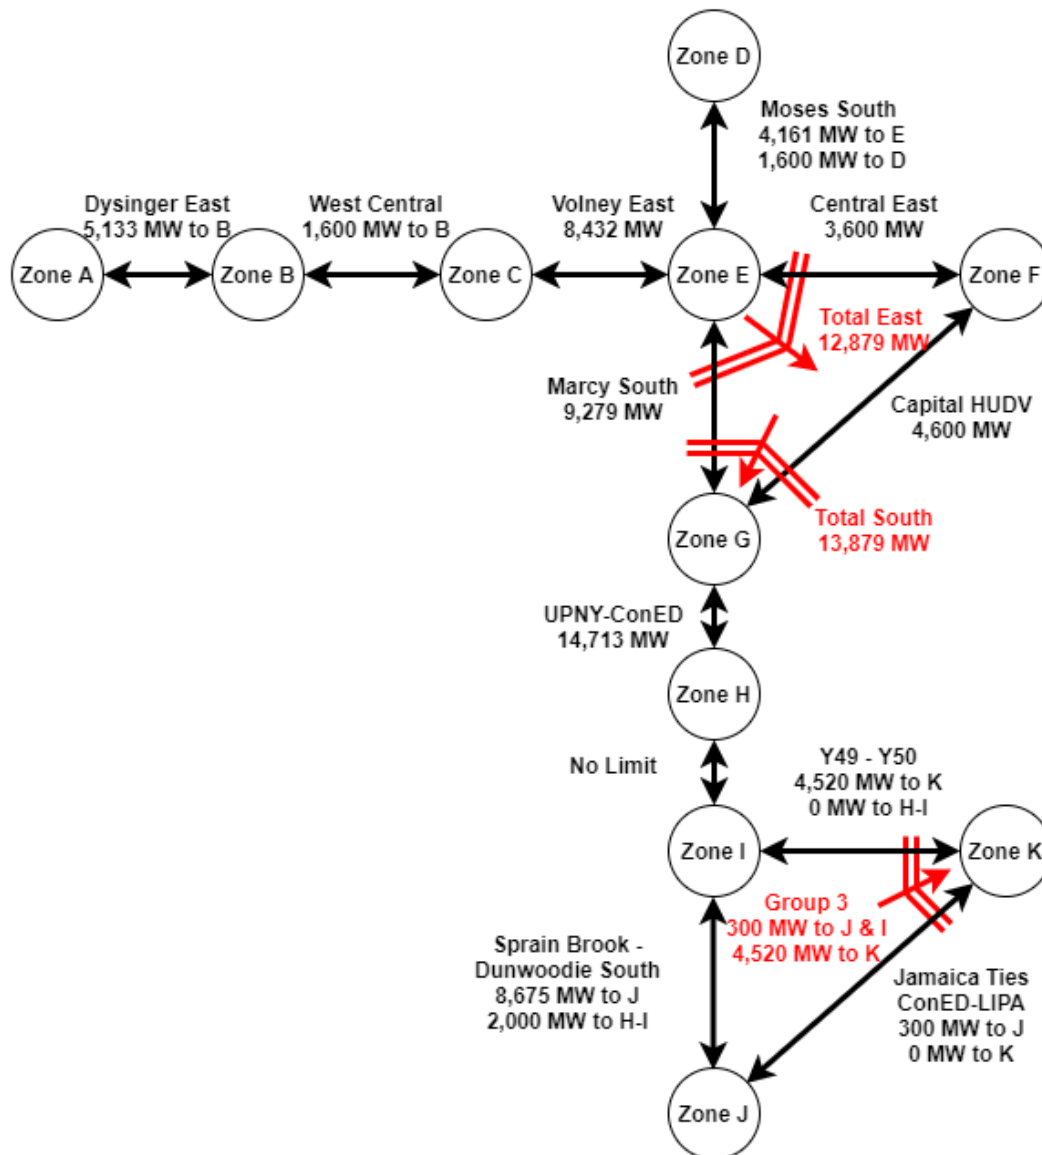 Zone D
Moses South
4,161 MW to E
1,600 MW to D
Dysinger East
5,133 MW to B
West Central
1,600 MW to B
Volney East
8,432 MW
Central East
3,600 MW
Zone A
Zone B
Zone C
Zone E
Zone F
Total East
12,879 MW
Marcy South
9,279 MW
Capital HUDV
4,600 MW
Total South
13,879 MW
Zone G
UPNY-ConED
14,713 MW
Zone H
No Limit
Y49 - Y50
4,520 MW to K
0 MW to H-I
Zone I
Zone K
Group 3
300 MW to J & I
4,520 MW to K
Sprain Brook -
Dunwoodie South
8,675 MW to J
2,000 MW to H-I
Jamaica Ties
ConED-LIPA
300 MW to J
0 MW to K
Zone J